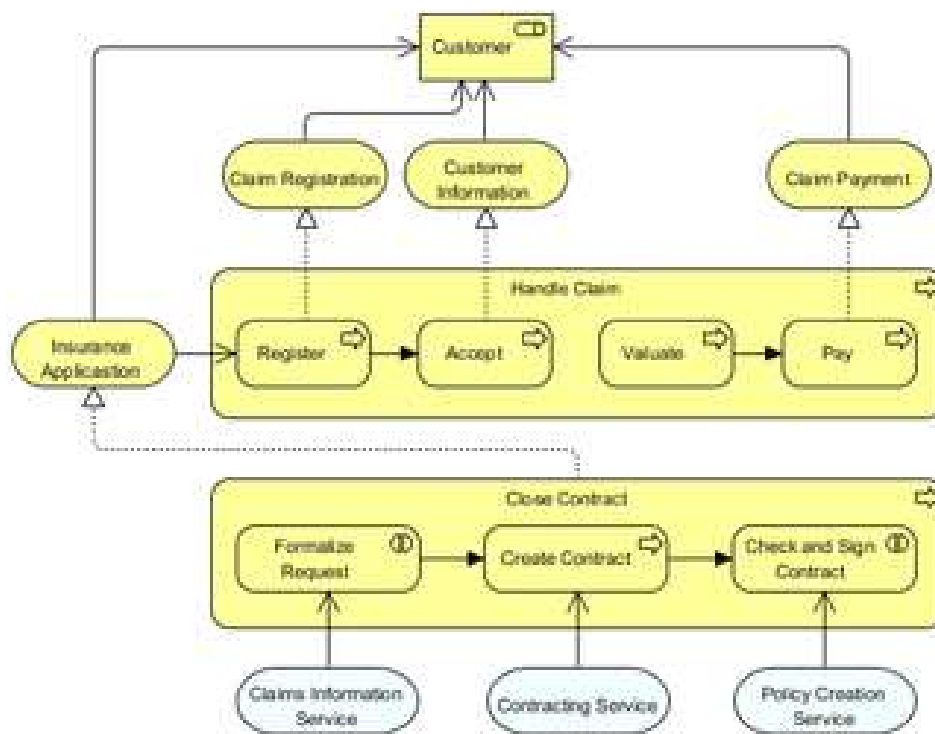 Customer
Claim Registration
Customer
Information
Claim Payment
Handle Claim
Insurance
Applicastion
Register
Accept
Valuate
Pay
Close Contract
Formalize
Request
Create Contract
Check and Sign
Contract
Claims Information
Service
Contracting Service
Policy Creation
Service